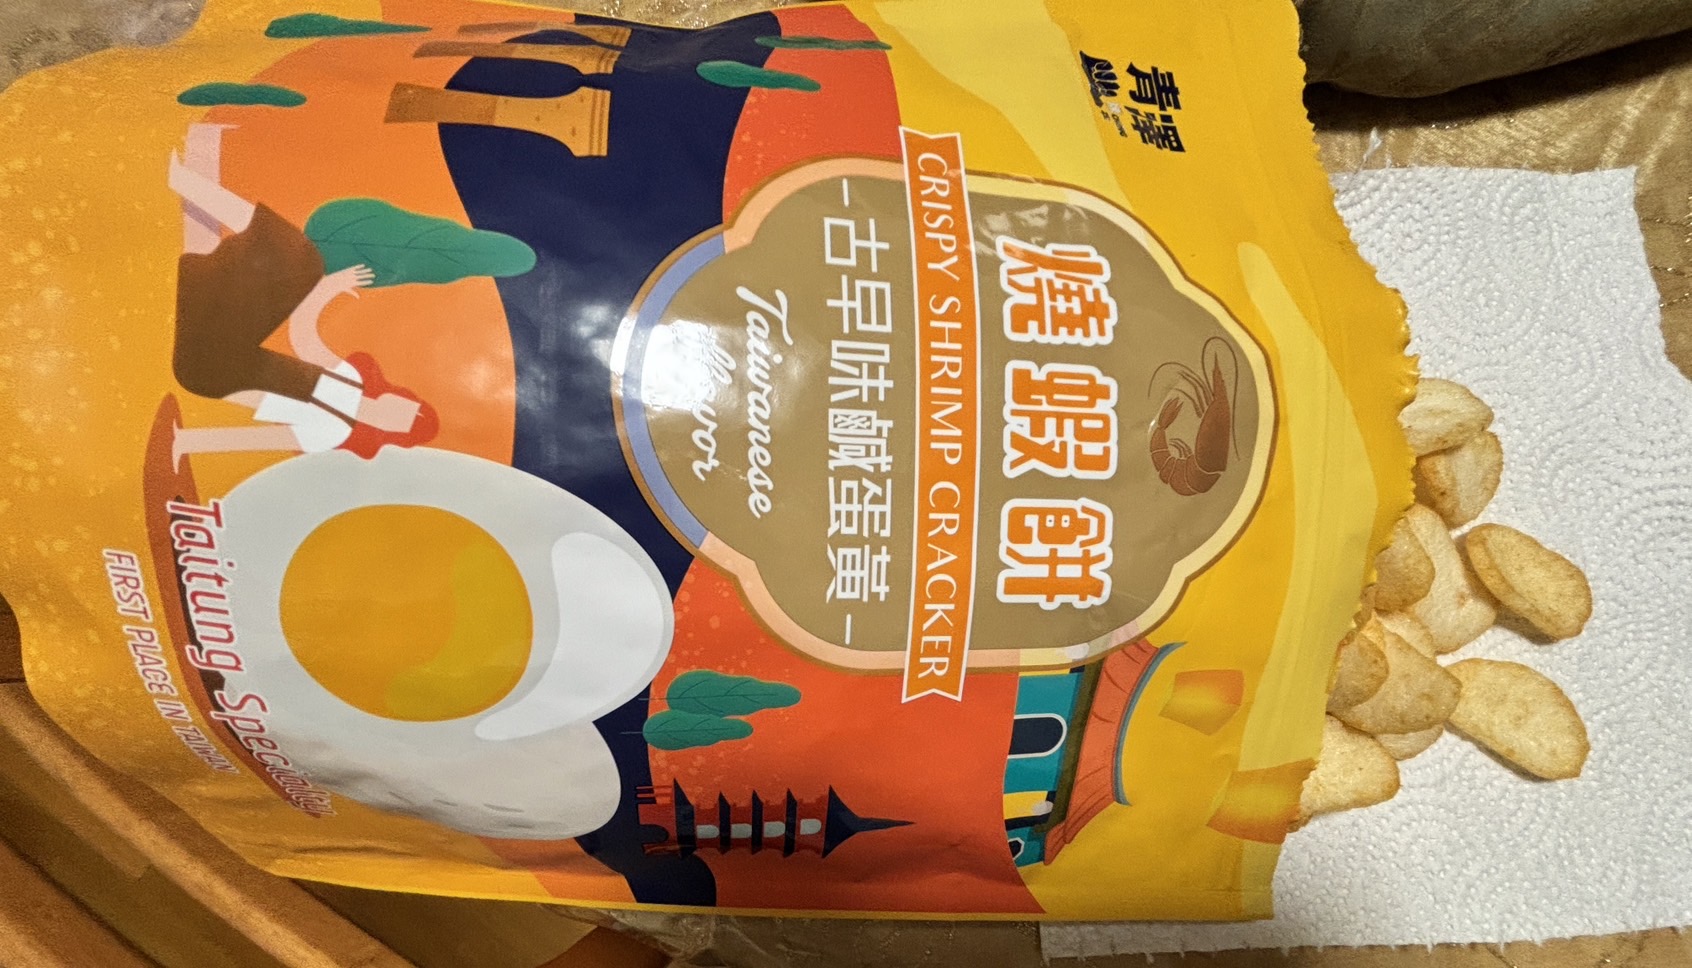 青澤
燒蝦餅
CRISPY SHRIMP CRACKER
古早味鹹蛋黃
Taiwanese
flavor
Taitung Specialty
FIRST PLACE IN TAIWAN